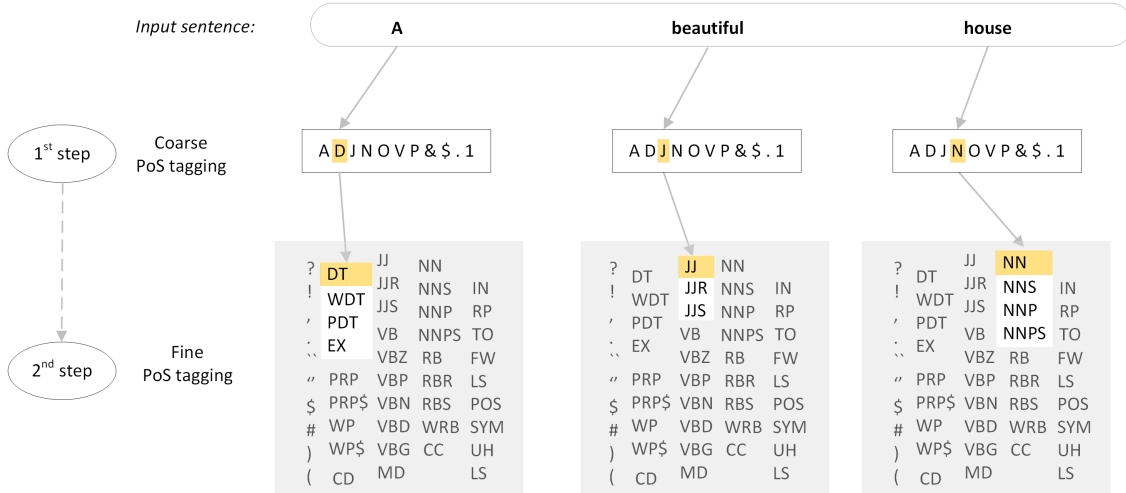 Input sentence: A beautiful house
1st step Coarse PoS tagging A D J N O V P & $ . 1 A D J N O V P & $ . 1 A D J N O V P & $ . 1
2nd step Fine PoS tagging
? DT JJ NN
! WDT JJR NNS IN
, PDT JJS NNP RP
. EX VB NNPS TO
`` VBZ RB FW
” PRP VBP RBR LS
$ PRP$ VBN RBS POS
# WP VBD WRB SYM
) WP$ VBG CC UH
( CD MD LS
? DT JJ NN
! WDT JJR NNS IN
, PDT JJS NNP RP
. EX VB NNPS TO
`` VBZ RB FW
” PRP VBP RBR LS
$ PRP$ VBN RBS POS
# WP VBD WRB SYM
) WP$ VBG CC UH
( CD MD LS
? DT JJ NN
! WDT JJR NNS IN
, PDT JJS NNP RP
. EX VB NNPS TO
`` VBZ RB FW
” PRP VBP RBR LS
$ PRP$ VBN RBS POS
# WP VBD WRB SYM
) WP$ VBG CC UH
( CD MD LS